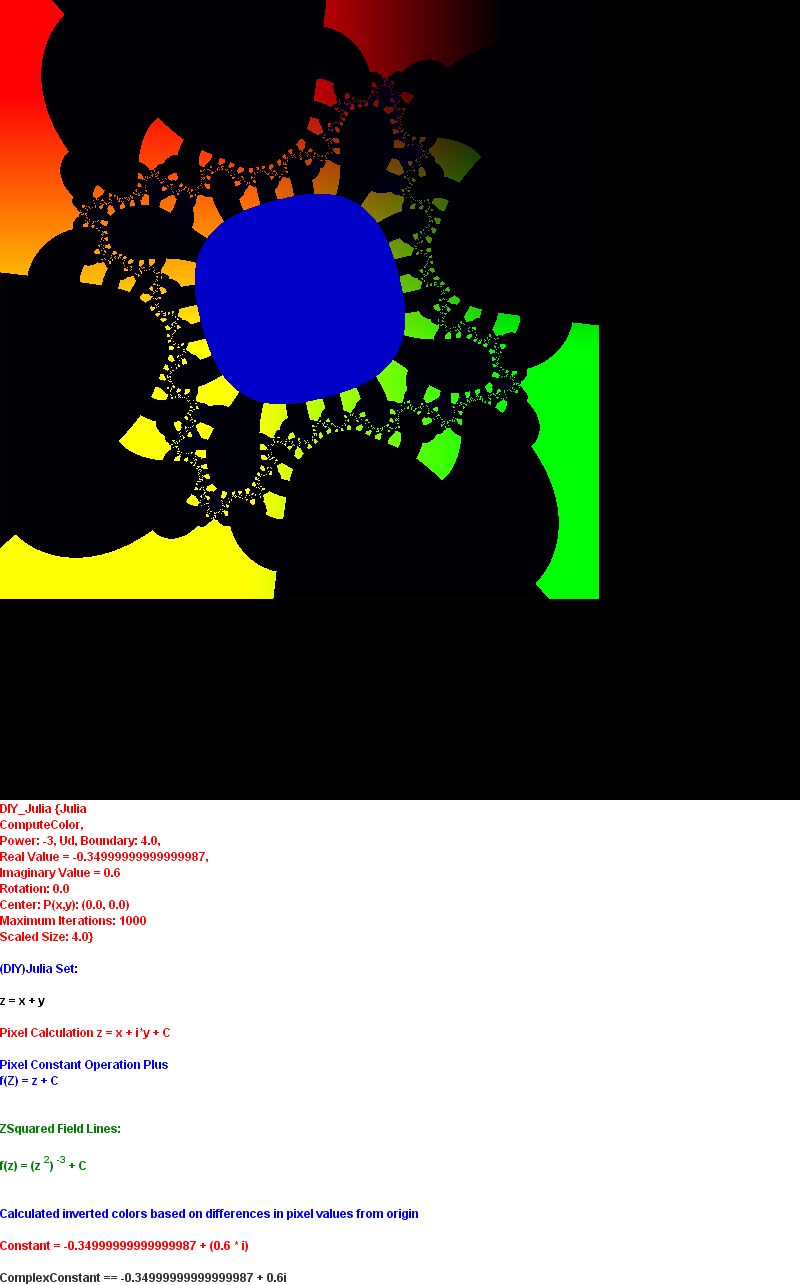 DIY_Julia {Julia
ComputeColor,
Power: -3, Ud, Boundary: 4.0,
Real Value = -0.34999999999999987,
Imaginary Value = 0.6
Rotation: 0.0
Center: P(x,y): (0.0, 0.0)
Maximum Iterations: 1000
Scaled Size: 4.0}
(DIY)Julia Set:
z = x + y
Pixel Calculation z = x + i*y + C
Pixel Constant Operation Plus
f(Z) = z + C
ZSquared Field Lines:
f(z) = (z ²) ⁻³ + C
Calculated inverted colors based on differences in pixel values from origin
Constant = -0.34999999999999987 + (0.6 * i)
ComplexConstant == -0.34999999999999987 + 0.6i